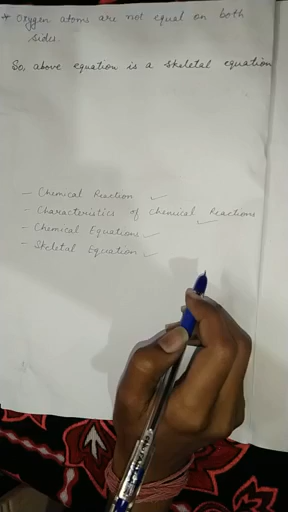 * Oxygen atoms are not equal on both
sides.
So, above equation is a skeletal equation
- Chemical Reaction ✓
- Characteristics of Chemical Reactions ✓
- Chemical Equations ✓
- Skeletal Equation ✓